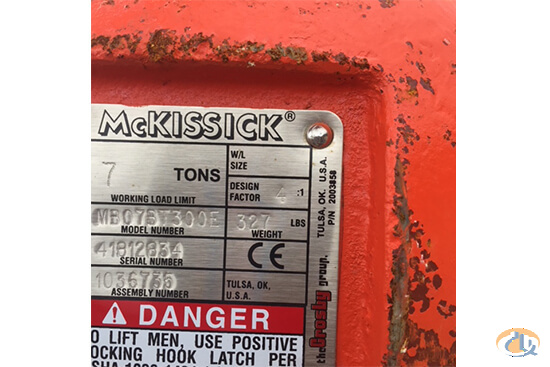 McKISSICK®
7 TONS
WORKING LOAD LIMIT
W/L SIZE
DESIGN FACTOR 4 :1
MB07BT300E
MODEL NUMBER
327 LBS
WEIGHT
41812834
SERIAL NUMBER
CE
1036735
ASSEMBLY NUMBER
TULSA, OK.
U.S.A.
TULSA, OK. U.S.A.
P/N 2003858
the Crosby group.
DANGER
O LIFT MEN, USE POSITIVE
OCKING HOOK LATCH PER